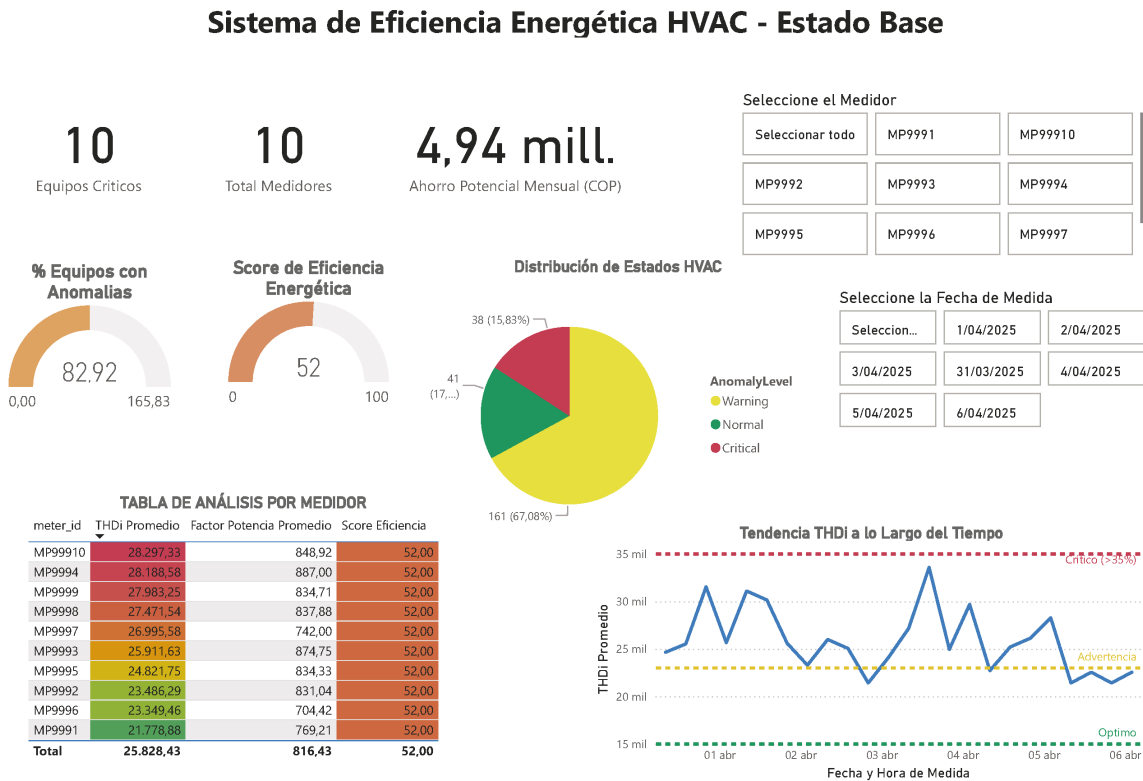 Sistema de Eficiencia Energética HVAC - Estado Base
10
Equipos Criticos
10
Total Medidores
4,94 mill.
Ahorro Potencial Mensual (COP)
Seleccione el Medidor
Seleccionar todo
MP9991
MP99910
MP9992
MP9993
MP9994
MP9995
MP9996
MP9997
% Equipos con
Anomalias
82,92
0,00
165,83
Score de Eficiencia
Energética
52
0
100
Distribución de Estados HVAC
38 (15,83%)
41
(17,...)
161 (67,08%)
AnomalyLevel
Warning
Normal
Critical
Seleccione la Fecha de Medida
Seleccion...
1/04/2025
2/04/2025
3/04/2025
31/03/2025
4/04/2025
5/04/2025
6/04/2025
TABLA DE ANÁLISIS POR MEDIDOR
meter_id THDi Promedio Factor Potencia Promedio Score Eficiencia
MP99910 28.297,33 848,92 52,00
MP9994 28.188,58 887,00 52,00
MP9999 27.983,25 834,71 52,00
MP9998 27.471,54 837,88 52,00
MP9997 26.995,58 742,00 52,00
MP9993 25.911,63 874,75 52,00
MP9995 24.821,75 834,33 52,00
MP9992 23.486,29 831,04 52,00
MP9996 23.349,46 704,42 52,00
MP9991 21.778,88 769,21 52,00
Total 25.828,43 816,43 52,00
Tendencia THDi a lo Largo del Tiempo
THDi Promedio
35 mil
30 mil
25 mil
20 mil
15 mil
Crítico (>35%)
Advertencia
Optimo
01 abr
02 abr
03 abr
04 abr
05 abr
06 abr
Fecha y Hora de Medida